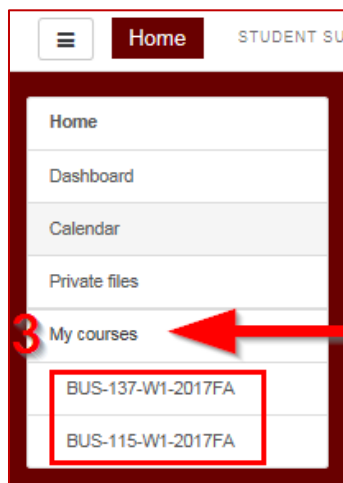 Home STUDENT SU
Home
Dashboard
Calendar
Private files
3 My courses
BUS-137-W1-2017FA
BUS-115-W1-2017FA